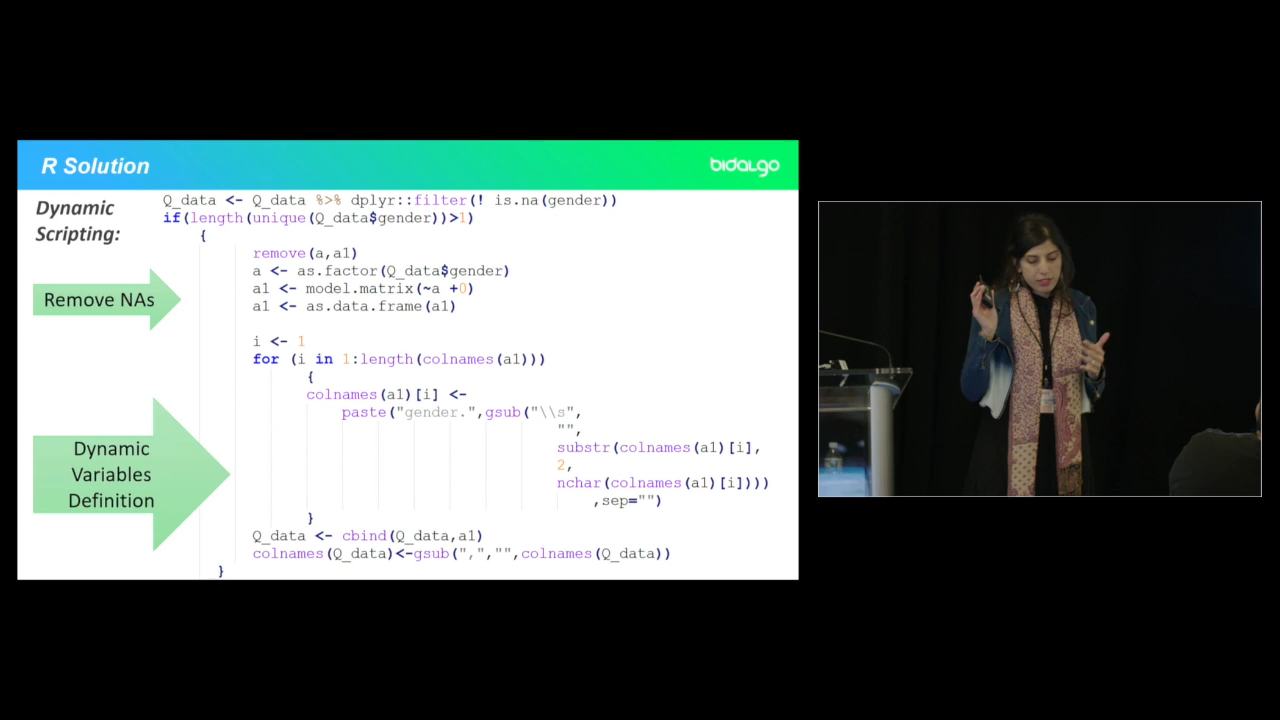 R Solution
bidalgo
Dynamic
Scripting:
Q_data <- Q_data %>% dplyr::filter(! is.na(gender))
if(length(unique(Q_data$gender))>1)
{
remove(a,a1)
a <- as.factor(Q_data$gender)
a1 <- model.matrix(~a +0)
a1 <- as.data.frame(a1)
Remove NAs
i <- 1
for (i in 1:length(colnames(a1)))
{
colnames(a1)[i] <-
paste("gender.",gsub("\\s",
"",
substr(colnames(a1)[i],
2,
nchar(colnames(a1)[i])))
,sep="")
}
Dynamic
Variables
Definition
Q_data <- cbind(Q_data,a1)
colnames(Q_data)<-gsub(",","",colnames(Q_data))
}